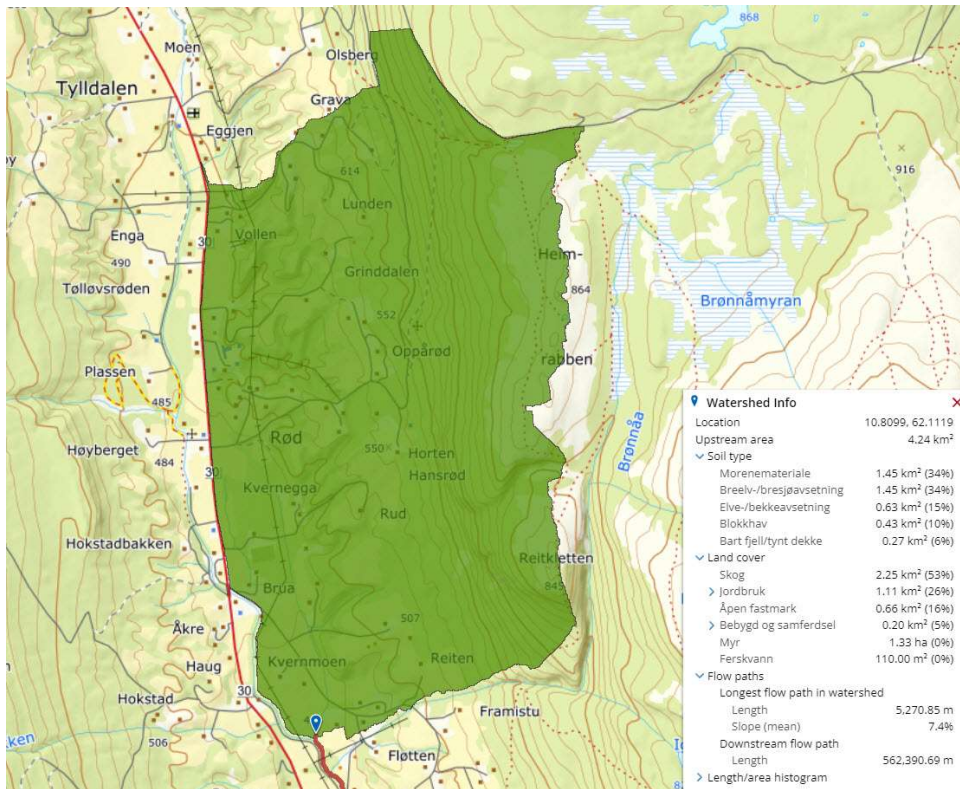 868
Moen
Olsberg
Tylldalen
Grava
Eggjen
916
614
Lunden
Enga
30
Vollen
Heim-
490
Grinddalen
864
Tølløvsrøden
Brønnåmyran
552
Oppårød
rabben
Plassen
485
Brønnåa
Rød
550
Horten
Høyberget
484
Hansrød
30
Kvernegga
Rud
Hokstadbakken
Reitkletten
845
Brua
507
Åkre
Haug
Kvernmoen
Reiten
30
Hokstad
Framistu
506
Fløtten
Watershed Info
Location 10.8099, 62.1119
Upstream area 4.24 km²
Soil type
Morenemateriale 1.45 km² (34%)
Breelv-/bresjøavsetning 1.45 km² (34%)
Elve-/bekkeavsetning 0.63 km² (15%)
Blokkhav 0.43 km² (10%)
Bart fjell/tynt dekke 0.27 km² (6%)
Land cover
Skog 2.25 km² (53%)
Jordbruk 1.11 km² (26%)
Åpen fastmark 0.66 km² (16%)
Bebygd og samferdsel 0.20 km² (5%)
Myr 1.33 ha (0%)
Ferskvann 110.00 m² (0%)
Flow paths
Longest flow path in watershed
Length 5,270.85 m
Slope (mean) 7.4%
Downstream flow path
Length 562,390.69 m
Length/area histogram